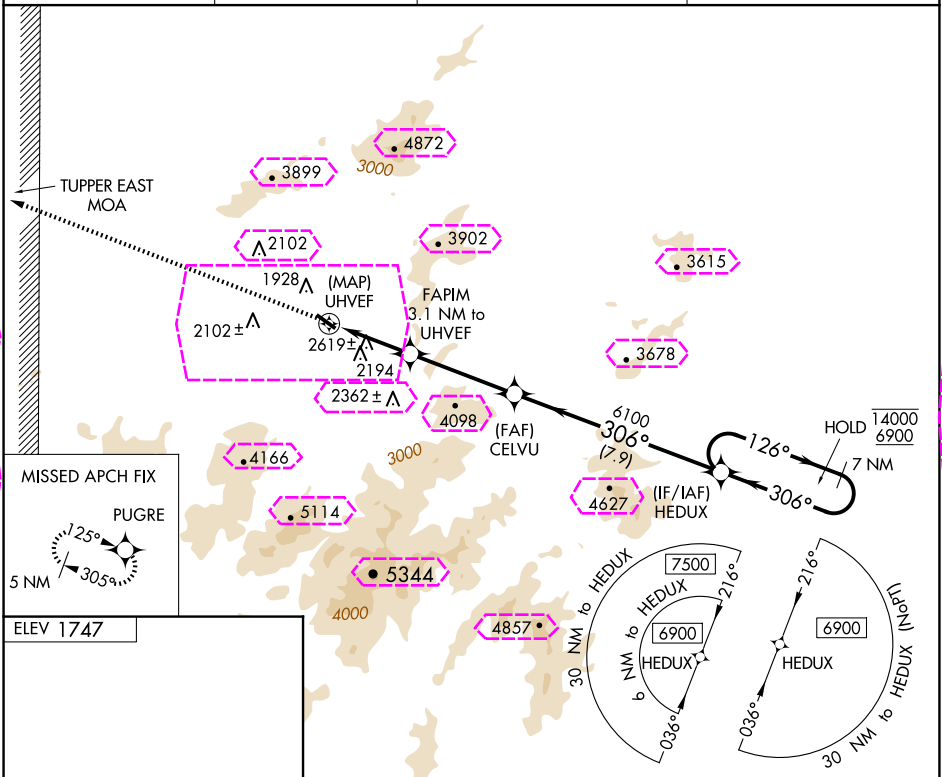 4872
3000
3899
TUPPER EAST
MOA
2102
3902
3615
1928
(MAP)
UHVEF
FAPIM
3.1 NM to
UHVEF
2102±
2619±
2194
3678
2362±
4098
(FAF)
CELVU
6100
306°
(7.9)
HOLD 14000
6900
126°
7 NM
306°
3000
4166
4627
(IF/IAF)
HEDUX
MISSED APCH FIX
PUGRE
125°
305°
5 NM
5114
5344
4000
4857
30 NM to HEDUX
7500
6 NM to HEDUX
216°
6900
HEDUX
036°
216°
6900
HEDUX
036°
30 NM to HEDUX (NoPT)
ELEV 1747